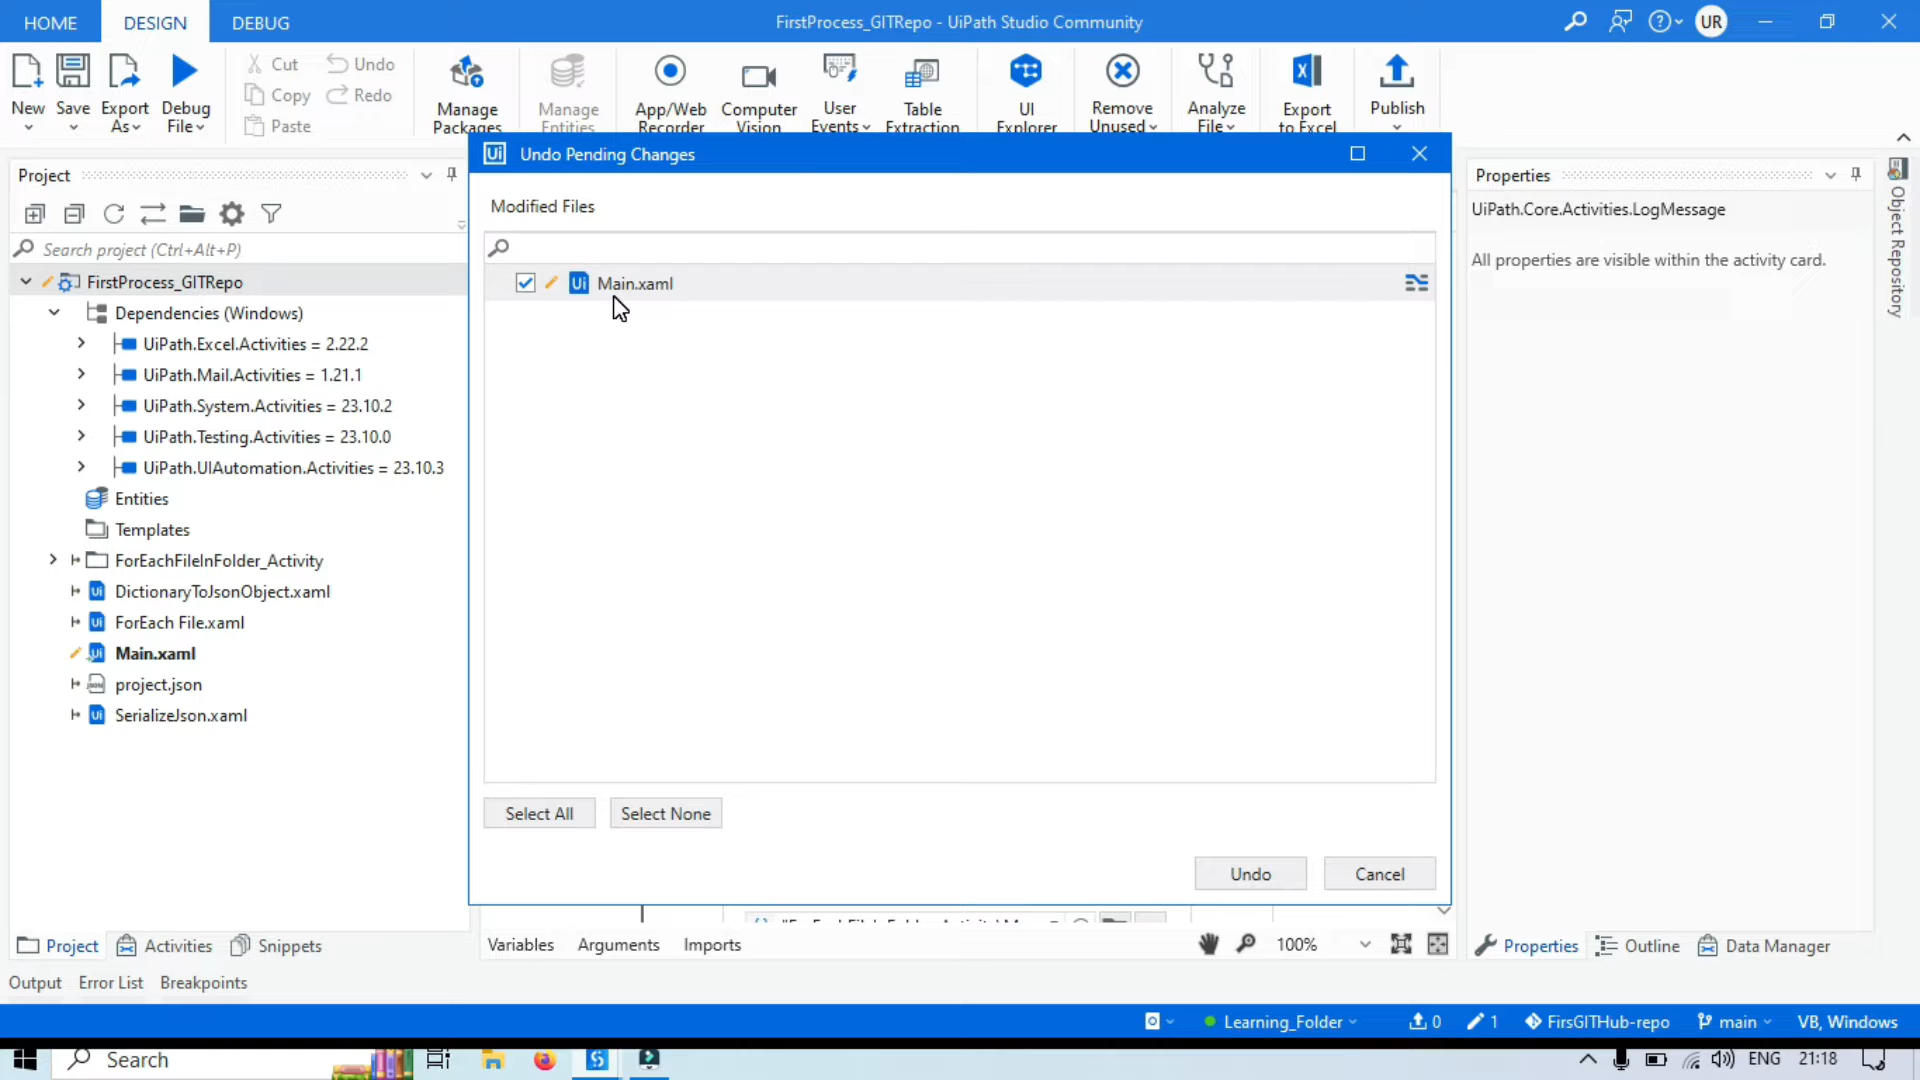 HOME DESIGN DEBUG FirstProcess_GITRepo - UiPath Studio Community UR
New Save Export As Debug File Cut Copy Paste Undo Redo Manage Packages Manage Entities App/Web Recorder Computer Vision User Events Table Extraction UI Explorer Remove Unused Analyze File Export to Excel Publish
Ui Undo Pending Changes
Project
Search project (Ctrl+Alt+P)
FirstProcess_GITRepo
Dependencies (Windows)
UiPath.Excel.Activities = 2.22.2
UiPath.Mail.Activities = 1.21.1
UiPath.System.Activities = 23.10.2
UiPath.Testing.Activities = 23.10.0
UiPath.UIAutomation.Activities = 23.10.3
Entities
Templates
ForEachFileInFolder_Activity
DictionaryToJsonObject.xaml
ForEach File.xaml
Main.xaml
project.json
SerializeJson.xaml
Modified Files
Ui Main.xaml
Select All Select None
Undo Cancel
Properties
UiPath.Core.Activities.LogMessage
All properties are visible within the activity card.
Object Repository
Project Activities Snippets
Variables Arguments Imports 100%
Properties Outline Data Manager
Output Error List Breakpoints
Learning_Folder 0 1 FirsGITHub-repo main VB, Windows
Search ENG 21:18